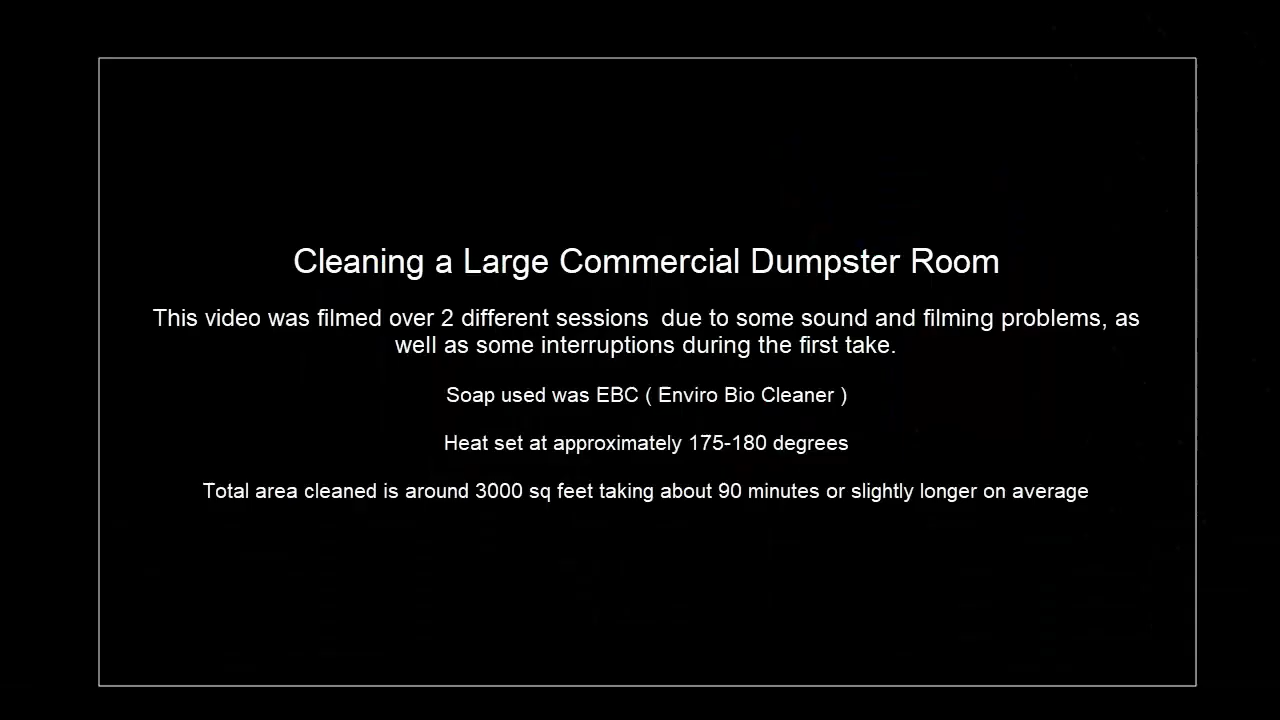 Cleaning a Large Commercial Dumpster Room
This video was filmed over 2 different sessions  due to some sound and filming problems, as
well as some interruptions during the first take.
Soap used was EBC ( Enviro Bio Cleaner )
Heat set at approximately 175-180 degrees
Total area cleaned is around 3000 sq feet taking about 90 minutes or slightly longer on average